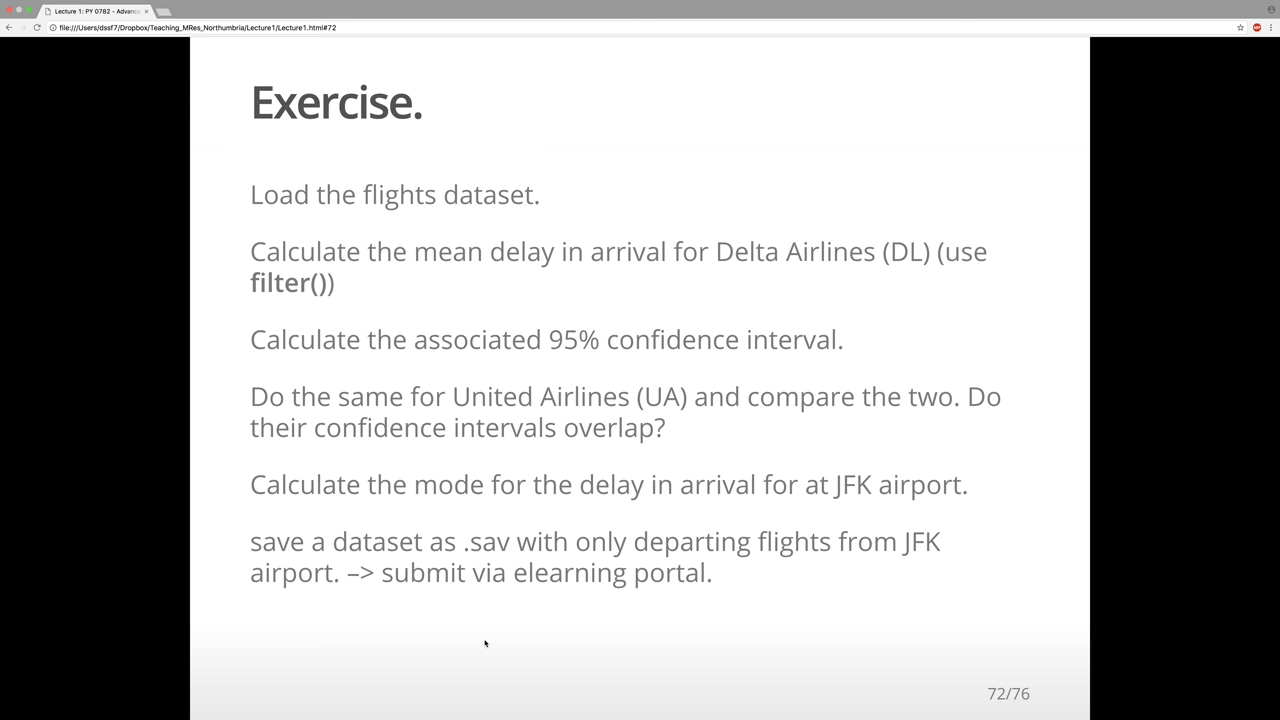 Lecture 1: PY 0782 - Advanc
file:///Users/dssf7/Dropbox/Teaching_MRes_Northumbria/Lecture1/Lecture1.html#72
Exercise.
Load the flights dataset.
Calculate the mean delay in arrival for Delta Airlines (DL) (use
filter())
Calculate the associated 95% confidence interval.
Do the same for United Airlines (UA) and compare the two. Do
their confidence intervals overlap?
Calculate the mode for the delay in arrival for at JFK airport.
save a dataset as .sav with only departing flights from JFK
airport. –> submit via elearning portal.
72/76